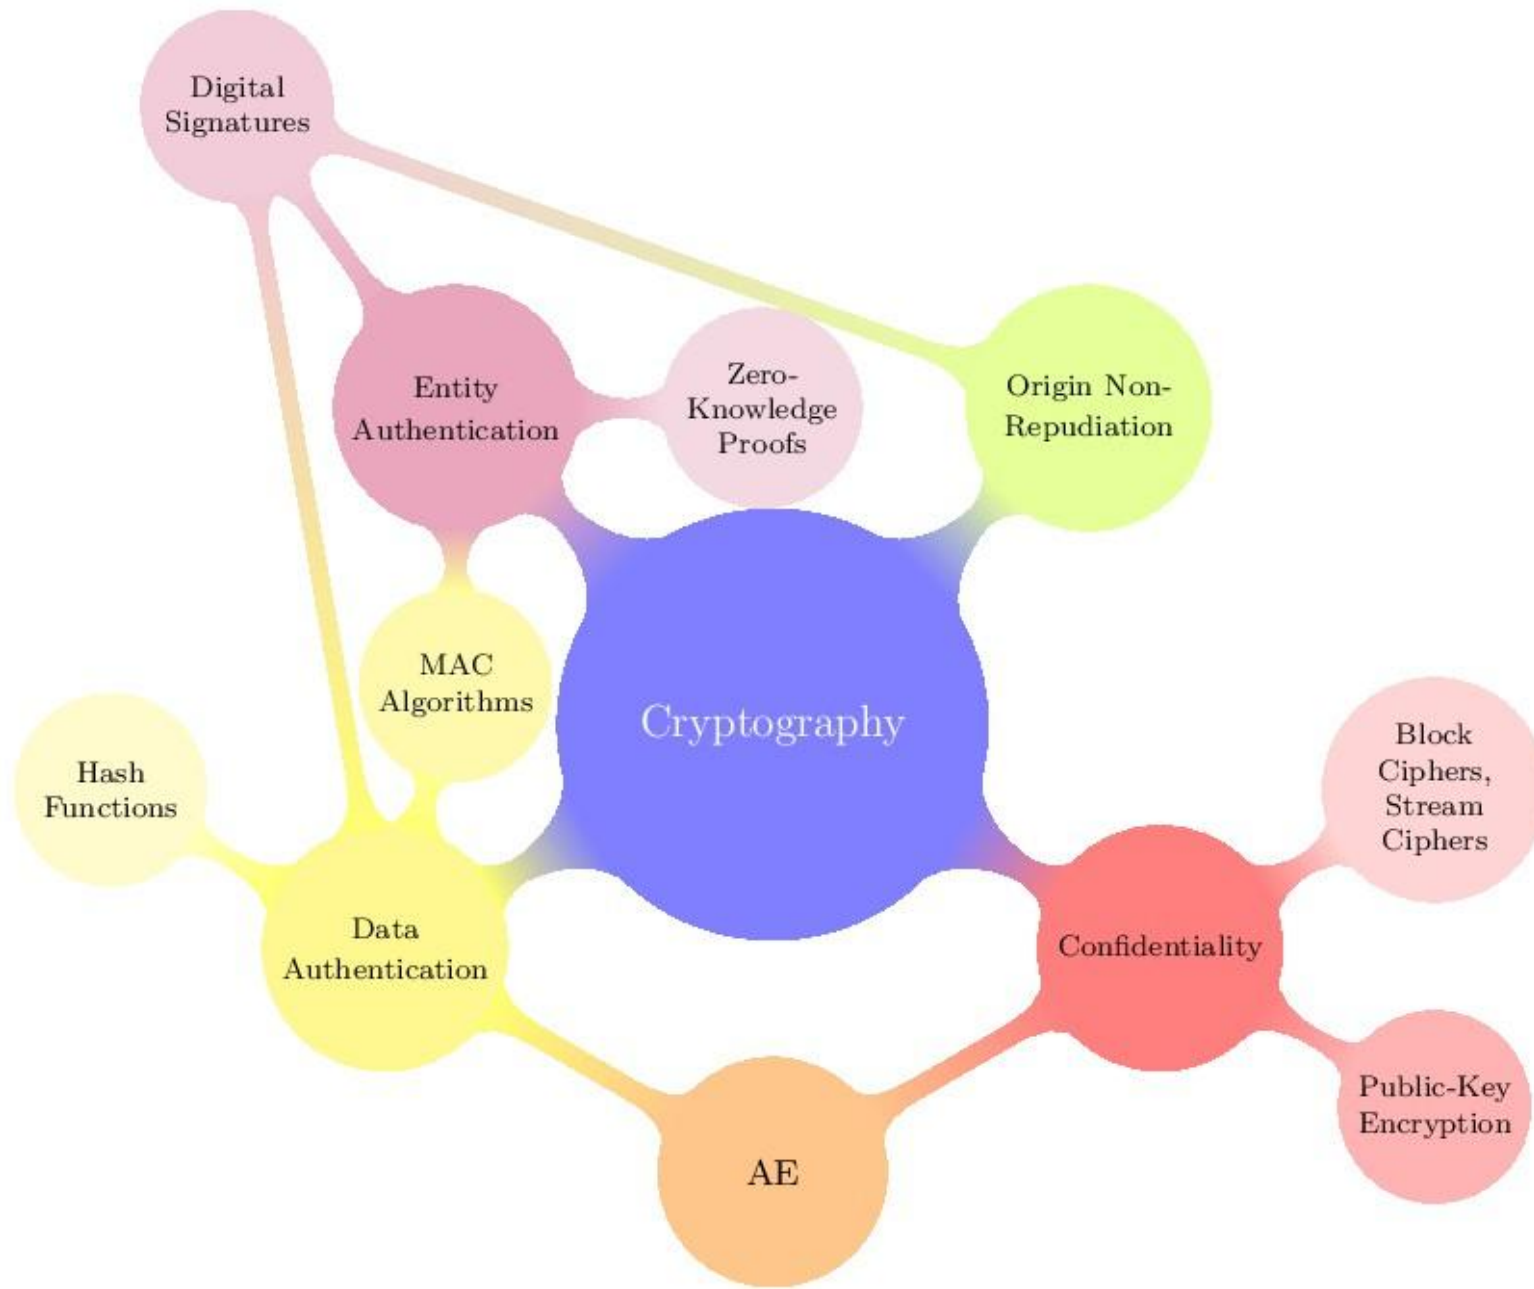 Digital
Signatures
Entity
Authentication
Zero-
Knowledge
Proofs
Origin Non-
Repudiation
MAC
Algorithms
Cryptography
Hash
Functions
Block
Ciphers,
Stream
Ciphers
Data
Authentication
Confidentiality
Public-Key
Encryption
AE